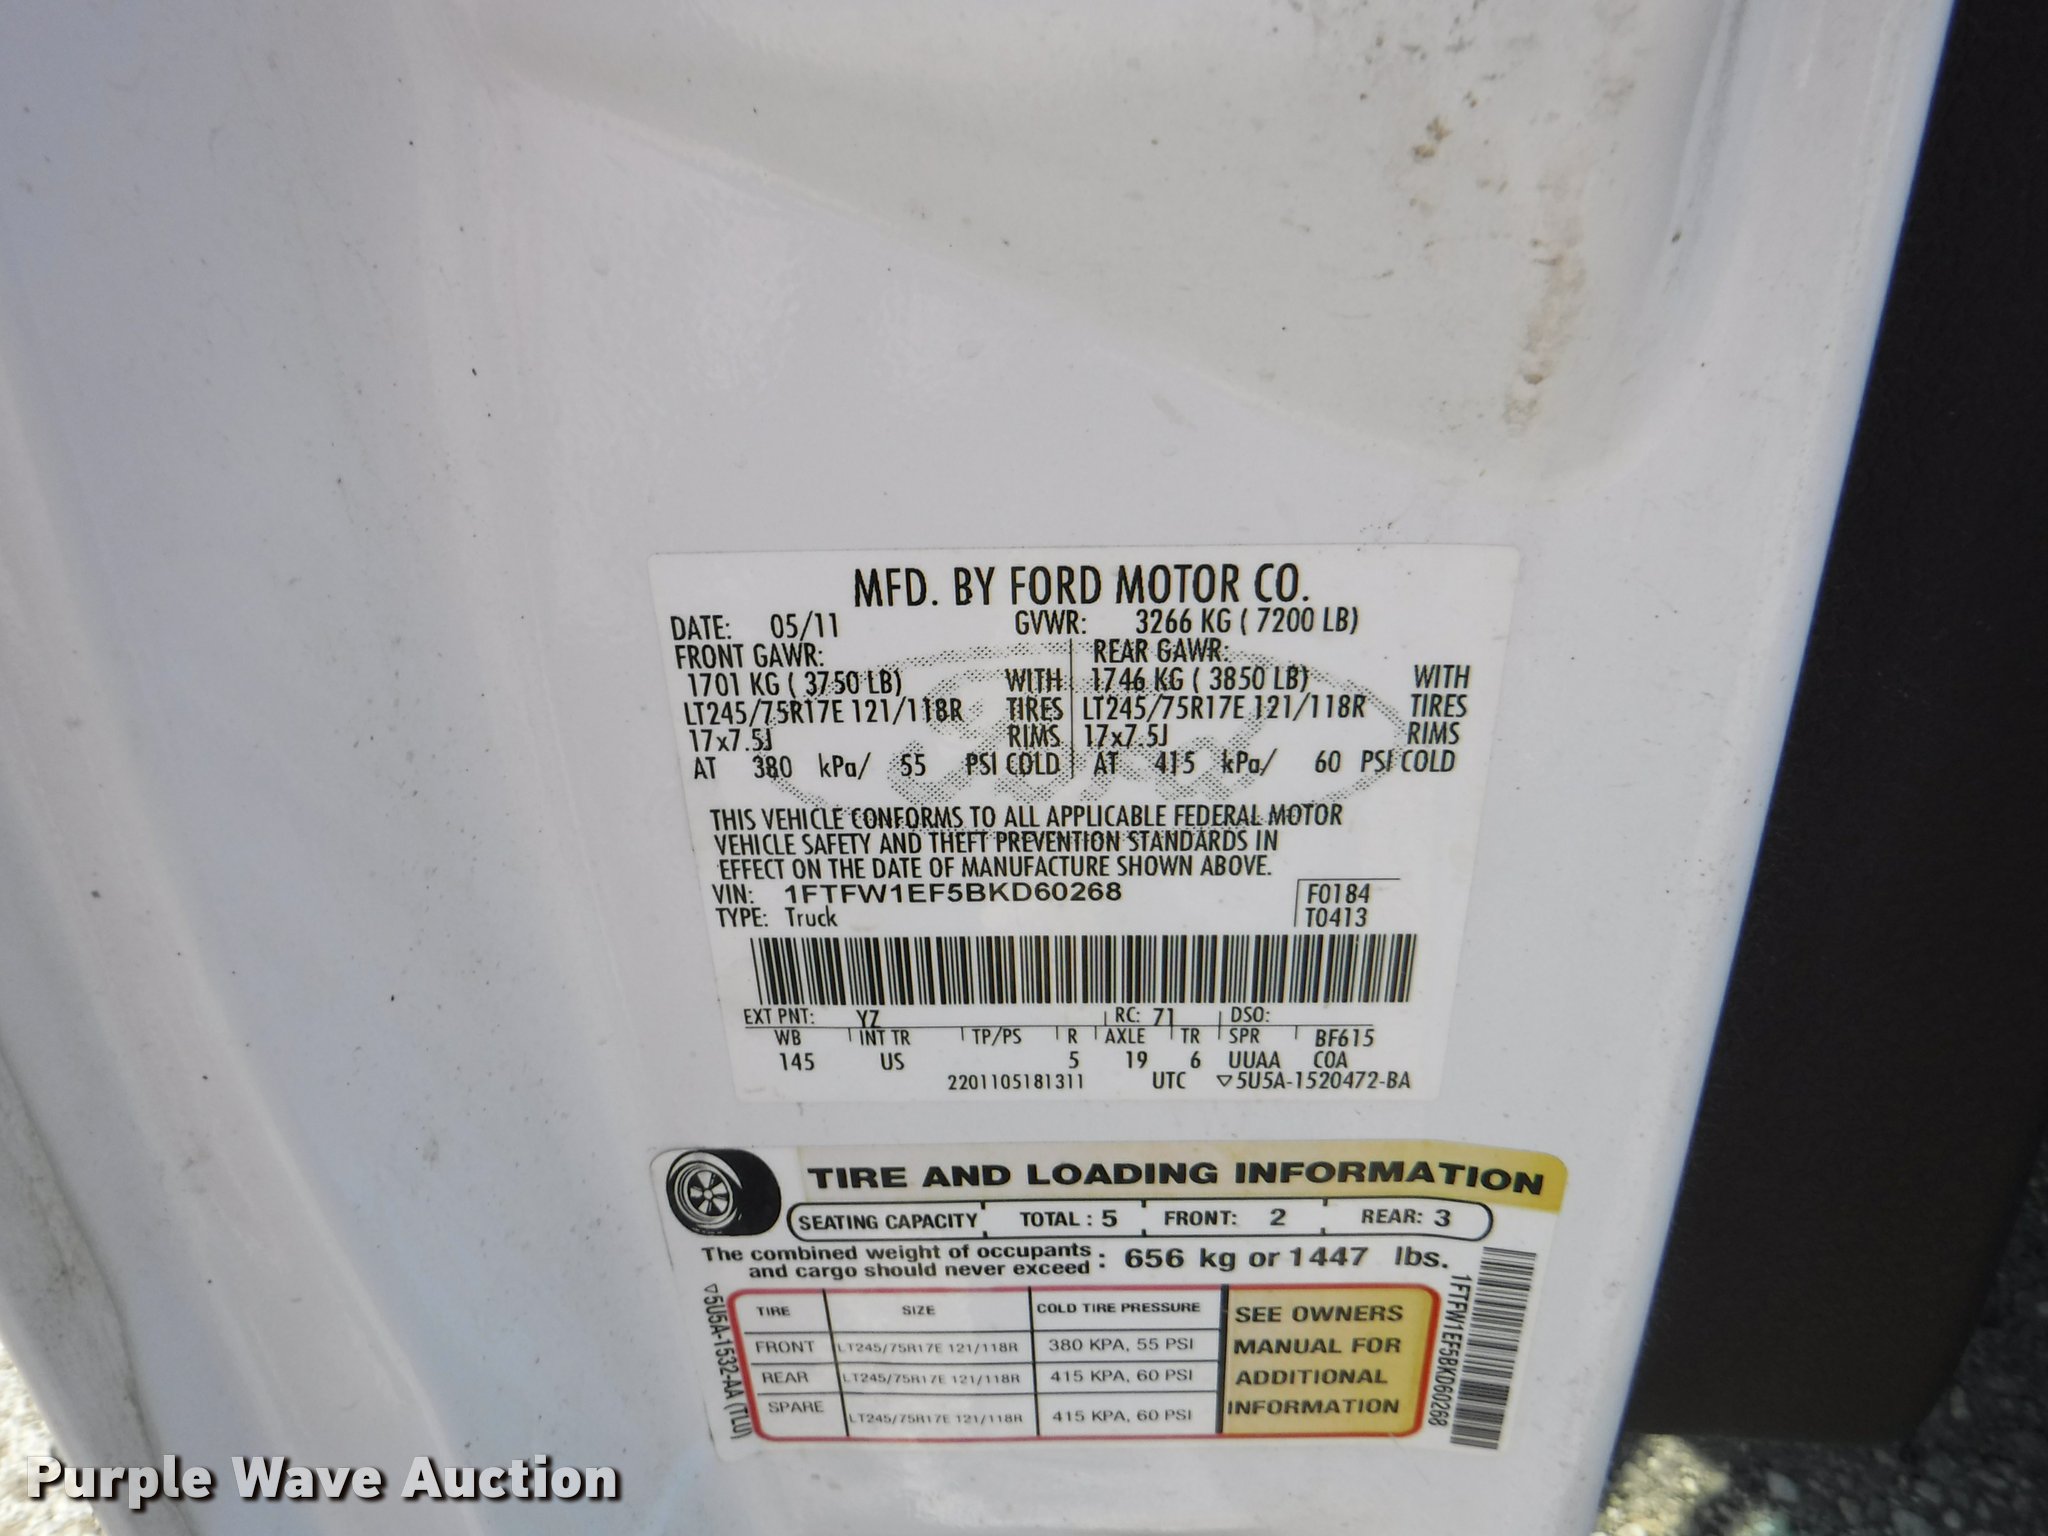 MFD. BY FORD MOTOR CO.
DATE: 05/11 GVWR: 3266 KG ( 7200 LB)
FRONT GAWR: REAR GAWR:
1701 KG ( 3750 LB) WITH 1746 KG ( 3850 LB) WITH
LT245/75R17E 121/118R TIRES LT245/75R17E 121/118R TIRES
17x7.5J RIMS 17x7.5J RIMS
AT 380 kPa/ 55 PSI COLD AT 415 kPa/ 60 PSI COLD
THIS VEHICLE CONFORMS TO ALL APPLICABLE FEDERAL MOTOR
VEHICLE SAFETY AND THEFT PREVENTION STANDARDS IN
EFFECT ON THE DATE OF MANUFACTURE SHOWN ABOVE.
VIN: 1FTFW1EF5BKD60268 F0184
TYPE: Truck T0413
EXT PNT: YZ RC: 71 DSO:
WB INT TR TP/PS R AXLE TR SPR BF615
145 US 5 19 6 UUAA COA
2201105181311 UTC ▽5U5A-1520472-BA
TIRE AND LOADING INFORMATION
SEATING CAPACITY TOTAL : 5 FRONT: 2 REAR: 3
The combined weight of occupants
and cargo should never exceed : 656 kg or 1447 lbs.
TIRE SIZE COLD TIRE PRESSURE
FRONT LT245/75R17E 121/118R 380 KPA, 55 PSI
REAR LT245/75R17E 121/118R 415 KPA, 60 PSI
SPARE LT245/75R17E 121/118R 415 KPA, 60 PSI
SEE OWNERS
MANUAL FOR
ADDITIONAL
INFORMATION
▽5U5A-1532-AA (TLU)
1FTFW1EF5BKD60268
Purple Wave Auction